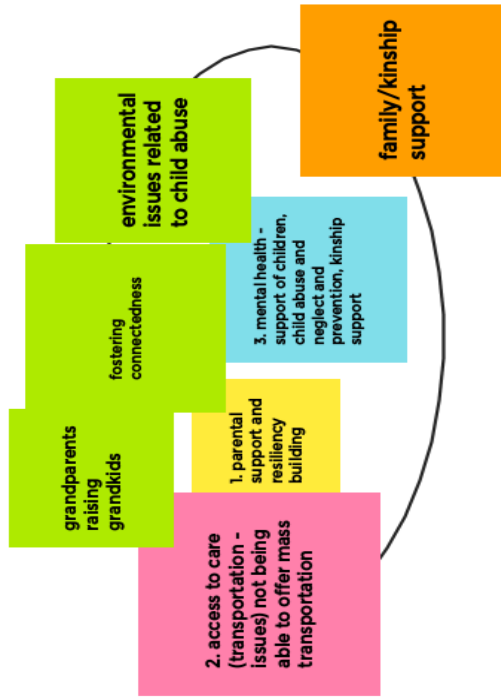 grandparents
raising
grandkids
fostering
connectedness
environmental
issues related
to child abuse
2. access to care
(transportation -
issues) not being
able to offer mass
transportation
1. parental
support and
resiliency
building
3. mental health -
support of children,
child abuse and
neglect and
prevention, kinship
support
family/kinship
support